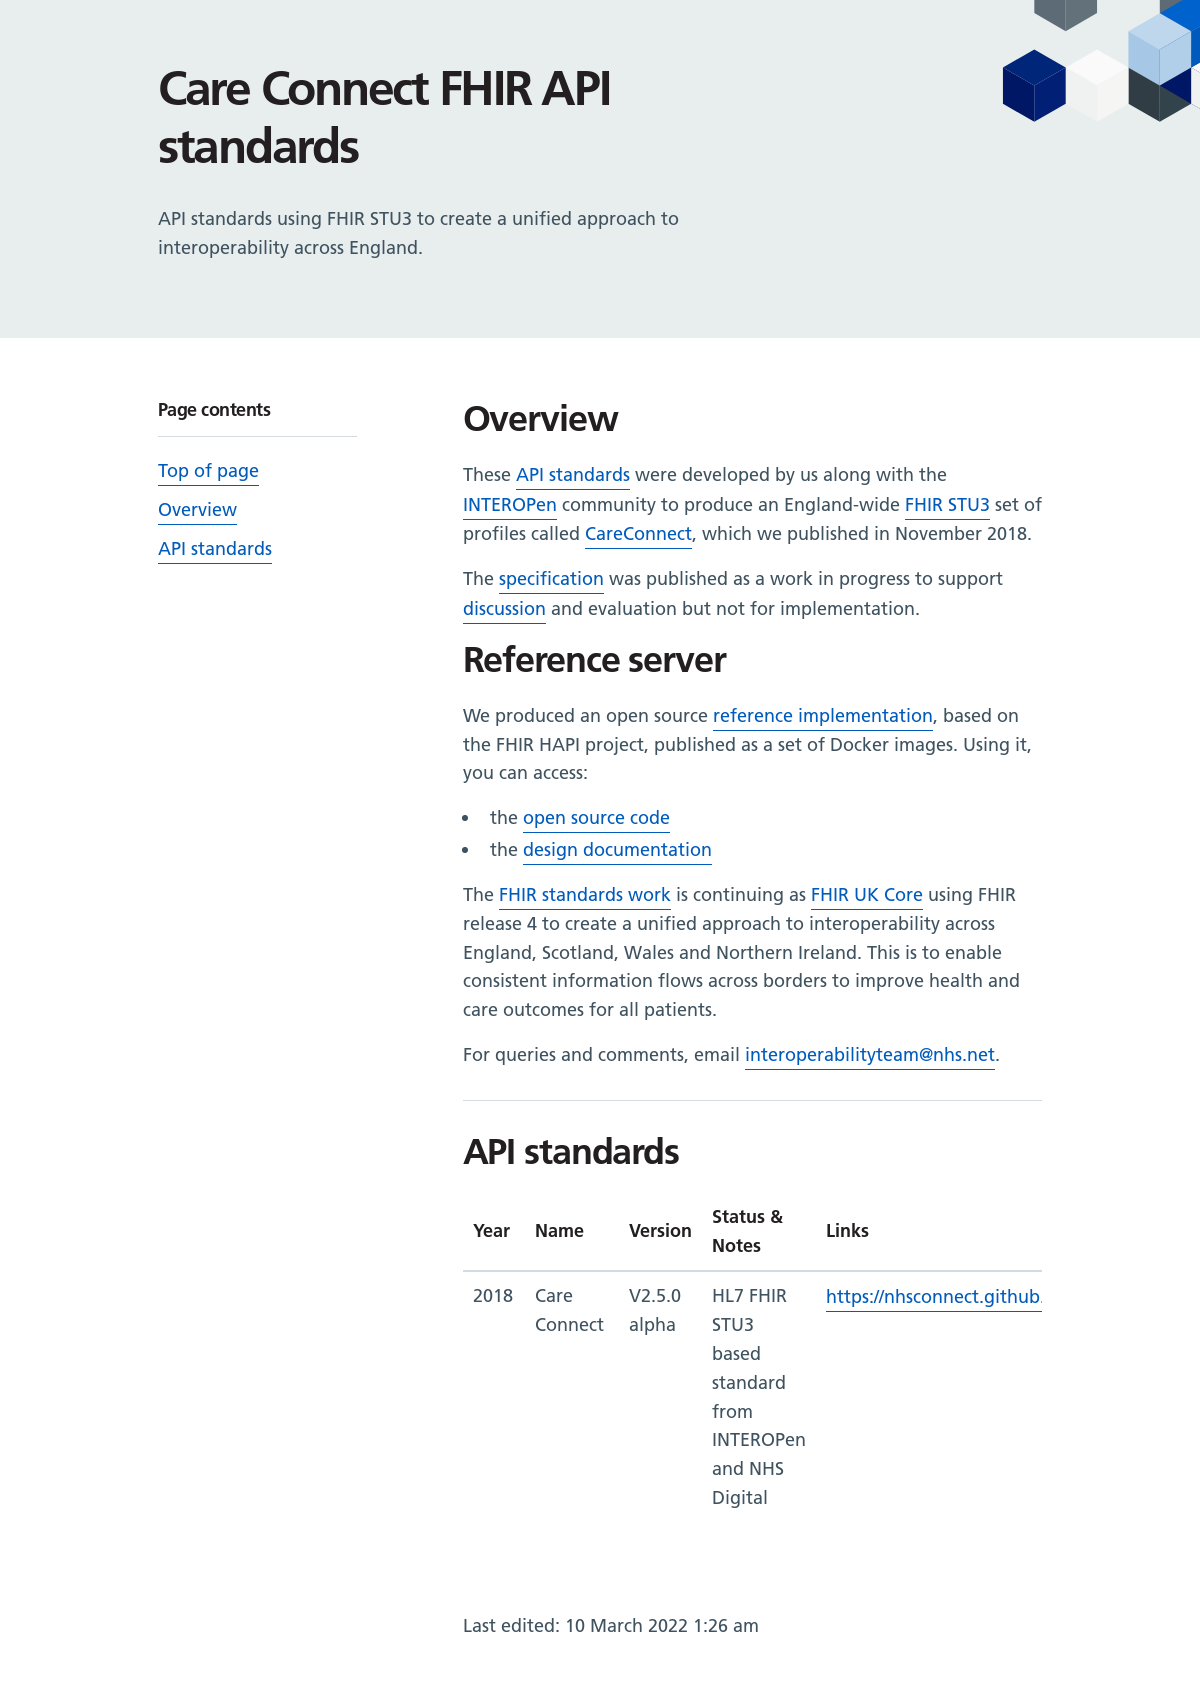 Care Connect FHIR API
standards
API standards using FHIR STU3 to create a unified approach to
interoperability across England.
Page contents
Top of page
Overview
API standards
Overview
These API standards were developed by us along with the
INTEROPen community to produce an England-wide FHIR STU3 set of
profiles called CareConnect, which we published in November 2018.
The specification was published as a work in progress to support
discussion and evaluation but not for implementation.
Reference server
We produced an open source reference implementation, based on
the FHIR HAPI project, published as a set of Docker images. Using it,
you can access:
• the open source code
• the design documentation
The FHIR standards work is continuing as FHIR UK Core using FHIR
release 4 to create a unified approach to interoperability across
England, Scotland, Wales and Northern Ireland. This is to enable
consistent information flows across borders to improve health and
care outcomes for all patients.
For queries and comments, email interoperabilityteam@nhs.net.
API standards
Year Name Version Status & Notes Links
2018 Care Connect V2.5.0 alpha HL7 FHIR STU3 based standard from INTEROPen and NHS Digital https://nhsconnect.github.
Last edited: 10 March 2022 1:26 am